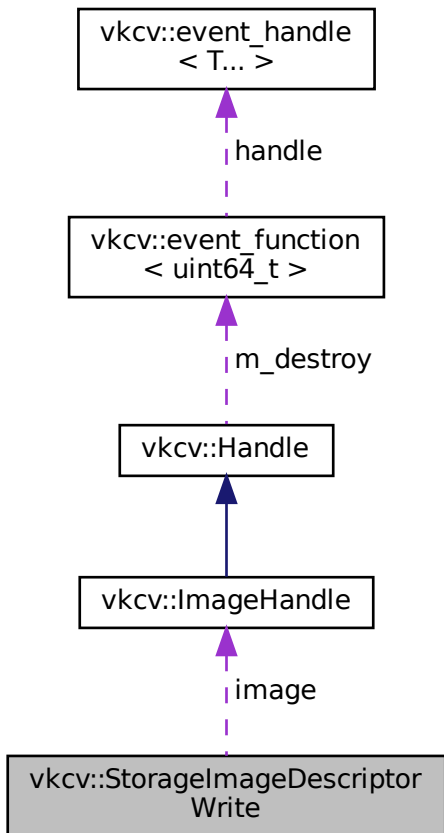 vkcv::event_handle
< T... >
handle
vkcv::event_function
< uint64_t >
m_destroy
vkcv::Handle
vkcv::ImageHandle
image
vkcv::StorageImageDescriptor
Write